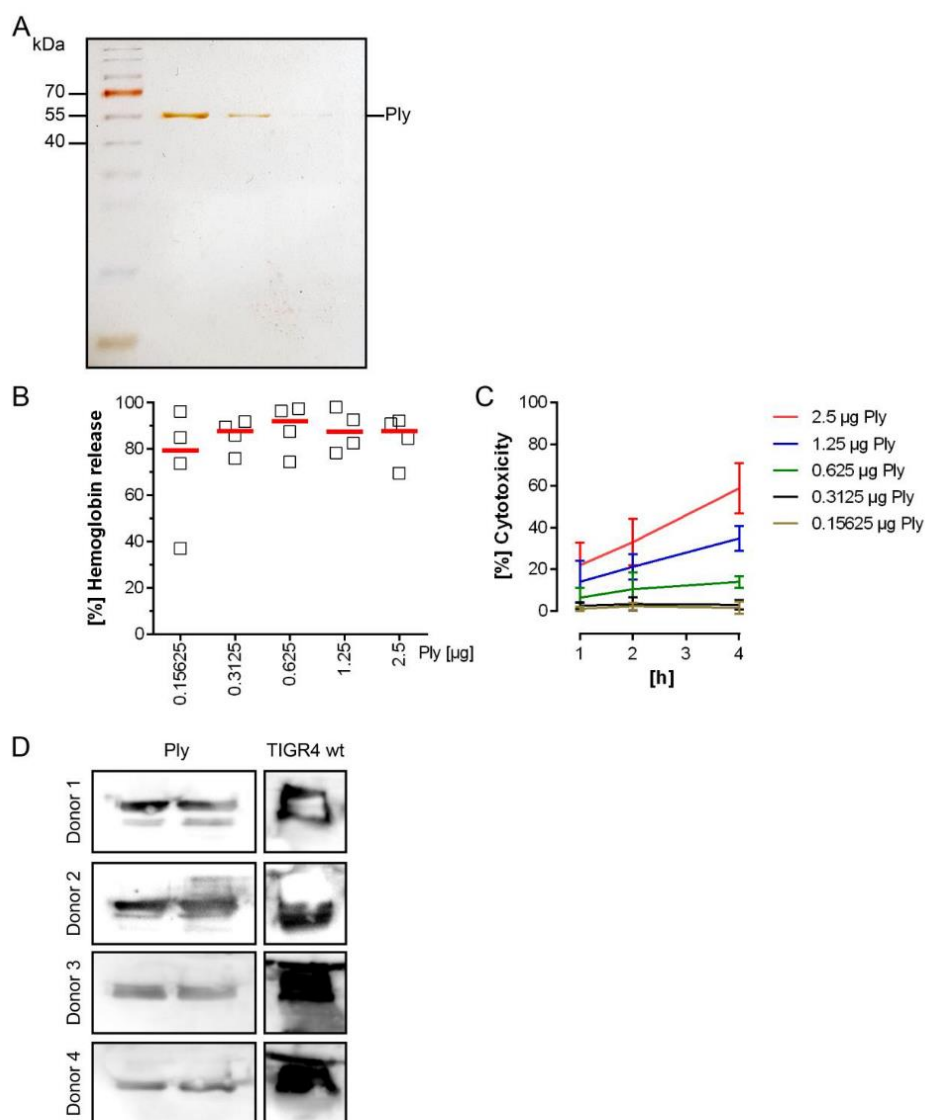 A
kDa
70
55
40
Ply
B
[%] Hemoglobin release
100
80
60
40
20
0
0.15625
0.3125
0.625
1.25
2.5
Ply [µg]
C
[%] Cytotoxicity
100
80
60
40
20
0
1
2
3
4
[h]
2.5 µg Ply
1.25 µg Ply
0.625 µg Ply
0.3125 µg Ply
0.15625 µg Ply
D
Ply
TIGR4 wt
Donor 1
Donor 2
Donor 3
Donor 4